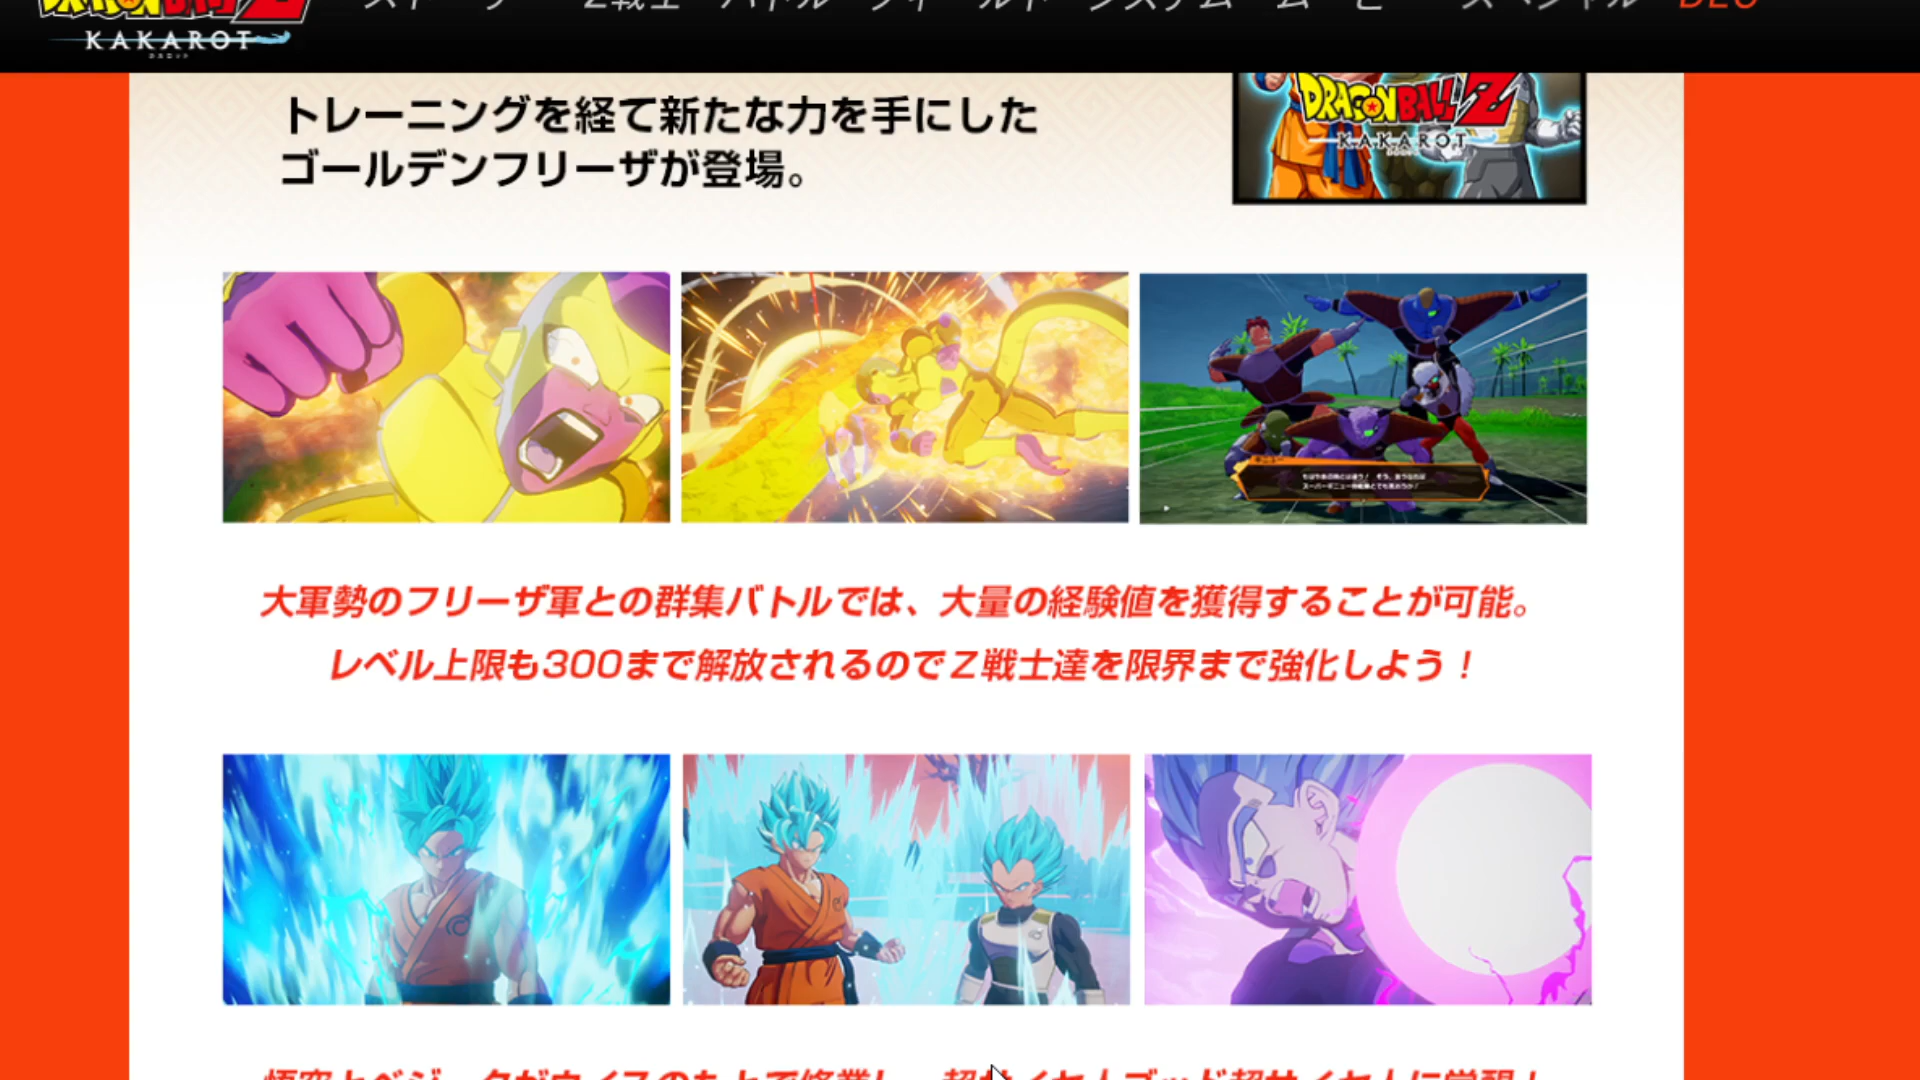 DRAGON BALL Z
KAKAROT
DLC
トレーニングを経て新たな力を手にした
ゴールデンフリーザが登場。
DRAGON BALL Z
KAKAROT
大軍勢のフリーザ軍との群集バトルでは、大量の経験値を獲得することが可能。
レベル上限も300まで解放されるのでZ戦士達を限界まで強化しよう！